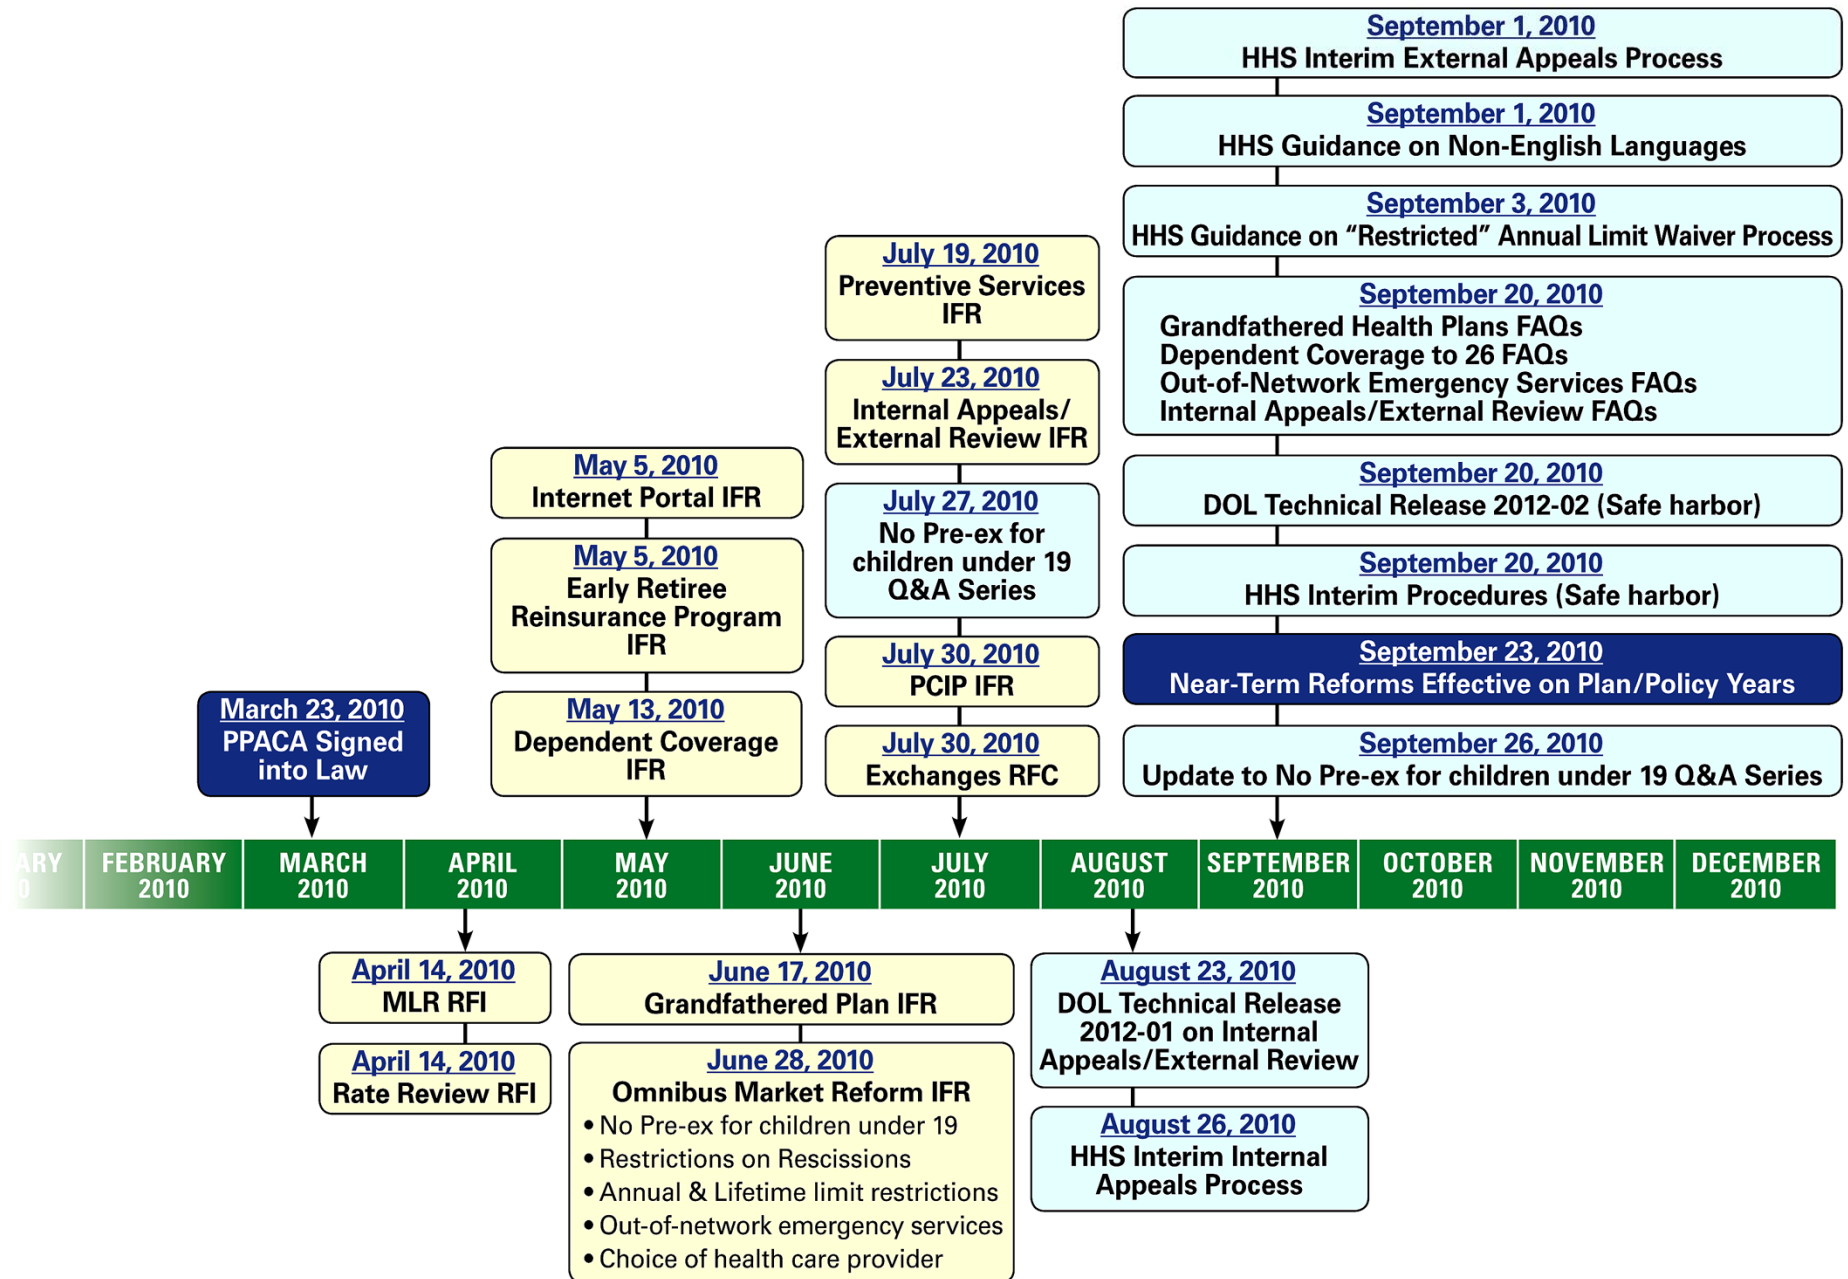 September 1, 2010
HHS Interim External Appeals Process
September 1, 2010
HHS Guidance on Non-English Languages
September 3, 2010
HHS Guidance on “Restricted” Annual Limit Waiver Process
September 20, 2010
Grandfathered Health Plans FAQs
Dependent Coverage to 26 FAQs
Out-of-Network Emergency Services FAQs
Internal Appeals/External Review FAQs
September 20, 2010
DOL Technical Release 2012-02 (Safe harbor)
September 20, 2010
HHS Interim Procedures (Safe harbor)
September 23, 2010
Near-Term Reforms Effective on Plan/Policy Years
September 26, 2010
Update to No Pre-ex for children under 19 Q&A Series
July 19, 2010
Preventive Services
IFR
July 23, 2010
Internal Appeals/
External Review IFR
July 27, 2010
No Pre-ex for
children under 19
Q&A Series
July 30, 2010
PCIP IFR
July 30, 2010
Exchanges RFC
May 5, 2010
Internet Portal IFR
May 5, 2010
Early Retiree
Reinsurance Program
IFR
May 13, 2010
Dependent Coverage
IFR
March 23, 2010
PPACA Signed
into Law
ARY
0
FEBRUARY
2010
MARCH
2010
APRIL
2010
MAY
2010
JUNE
2010
JULY
2010
AUGUST
2010
SEPTEMBER
2010
OCTOBER
2010
NOVEMBER
2010
DECEMBER
2010
April 14, 2010
MLR RFI
April 14, 2010
Rate Review RFI
June 17, 2010
Grandfathered Plan IFR
June 28, 2010
Omnibus Market Reform IFR
• No Pre-ex for children under 19
• Restrictions on Rescissions
• Annual & Lifetime limit restrictions
• Out-of-network emergency services
• Choice of health care provider
August 23, 2010
DOL Technical Release
2012-01 on Internal
Appeals/External Review
August 26, 2010
HHS Interim Internal
Appeals Process